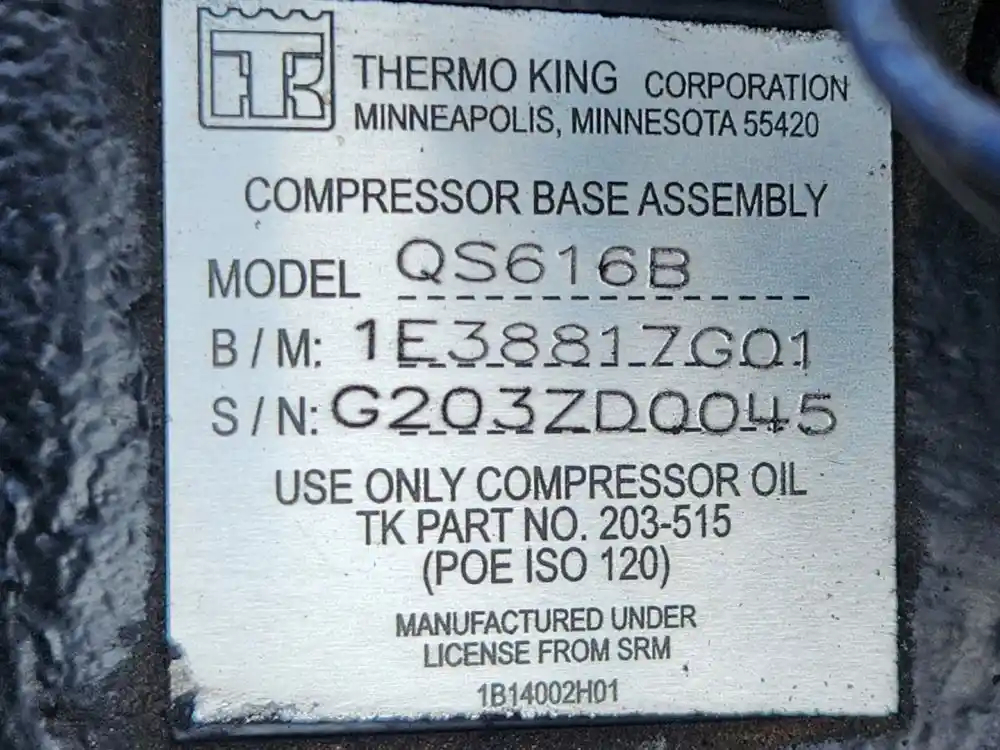 TK
THERMO KING CORPORATION
MINNEAPOLIS, MINNESOTA 55420
COMPRESSOR BASE ASSEMBLY
MODEL QS616B
B/M: 1E38817G01
S/N: G203ZD0045
USE ONLY COMPRESSOR OIL
TK PART NO. 203-515
(POE ISO 120)
MANUFACTURED UNDER
LICENSE FROM SRM
1B14002H01